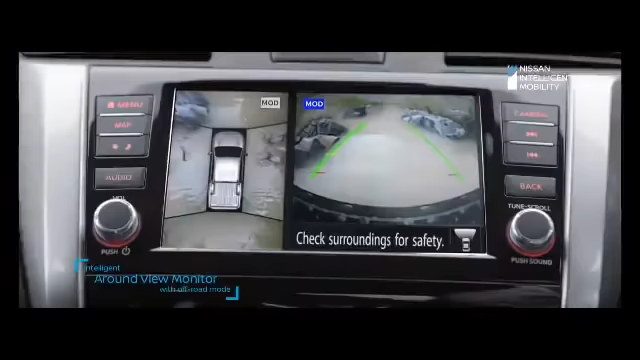 NISSAN
INTELLIGENT
MOBILITY
MENU
MAP
AUDIO
VOL
PUSH
MOD
MOD
Check surroundings for safety.
CAMERA
BACK
TUNE·SCROLL
PUSH SOUND
Intelligent
Around View Monitor
with off-road mode